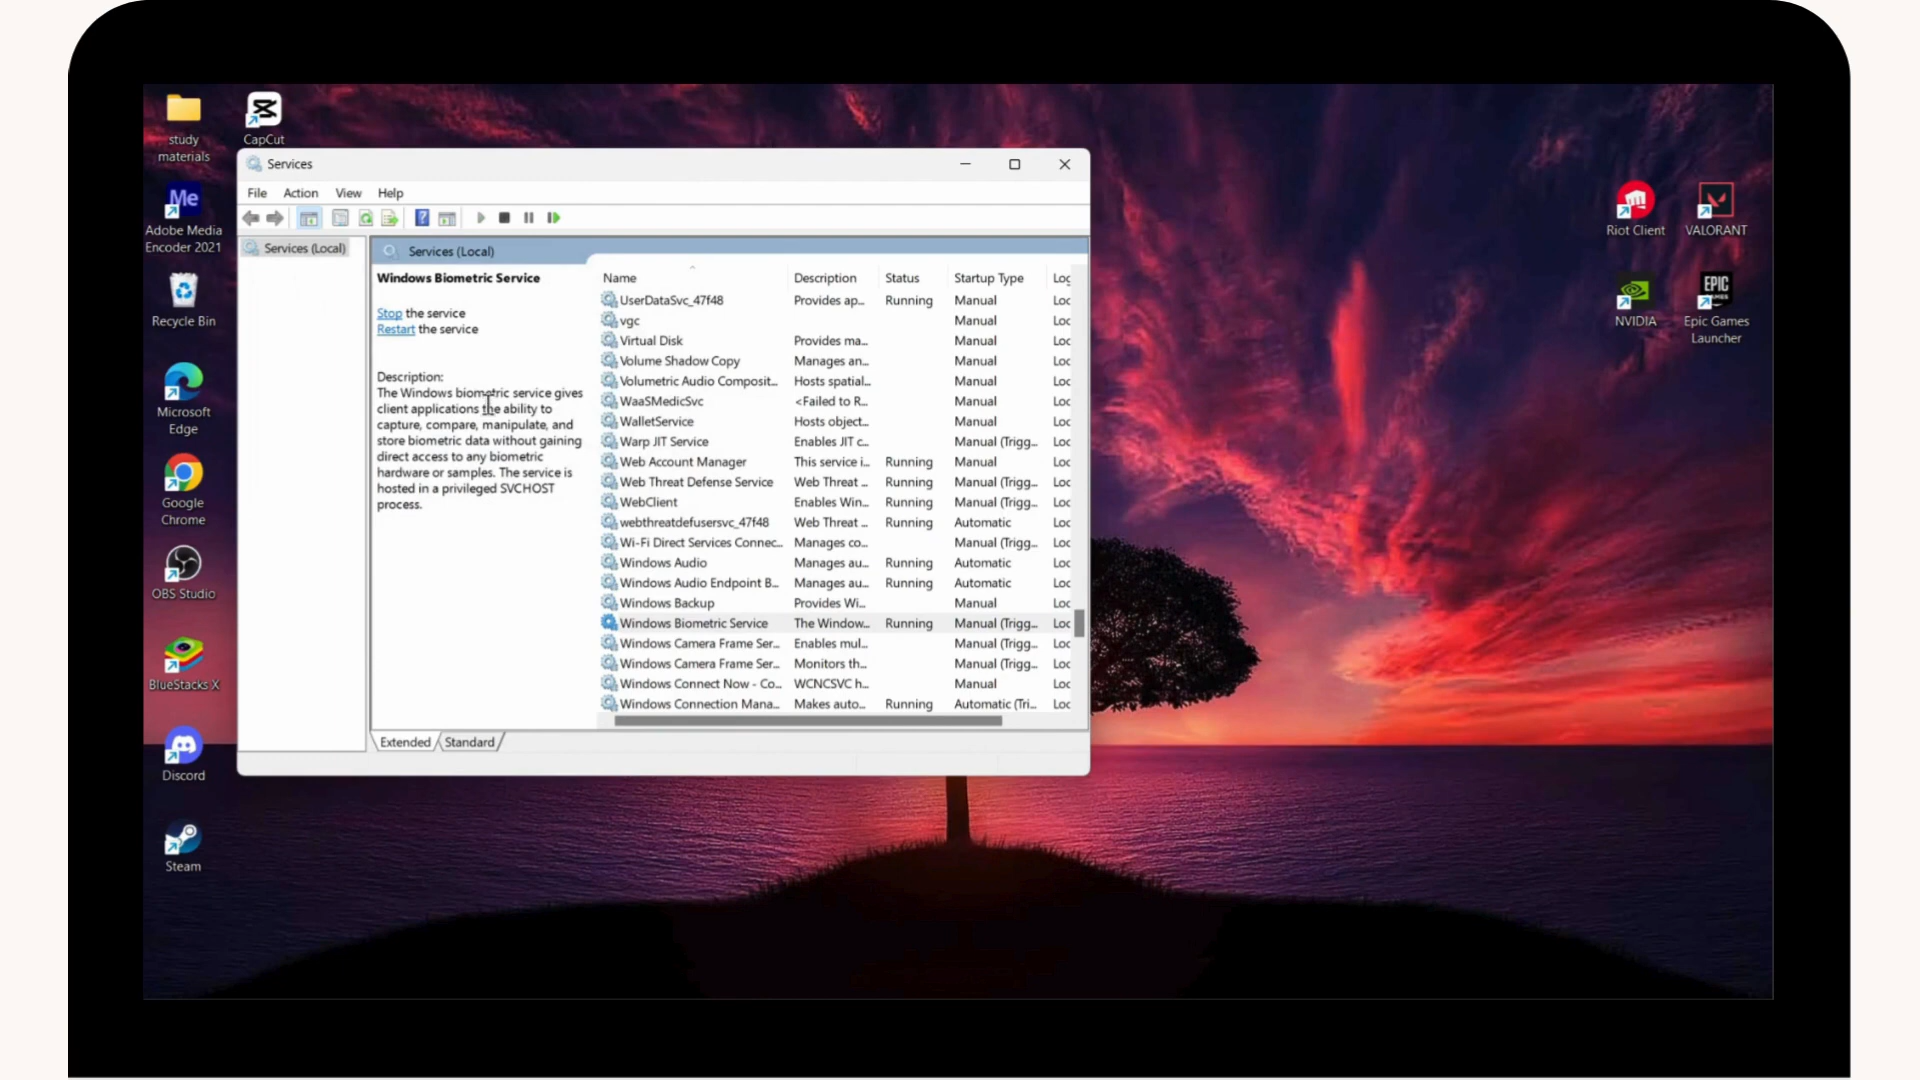 study
materials
CapCut
Me
Adobe Media
Encoder 2021
Recycle Bin
Microsoft
Edge
Google
Chrome
OBS Studio
BlueStacks X
Discord
Steam
Services
File Action View Help
Services (Local)
Services (Local)
Windows Biometric Service
Stop the service
Restart the service
Description:
The Windows biometric service gives
client applications the ability to
capture, compare, manipulate, and
store biometric data without gaining
direct access to any biometric
hardware or samples. The service is
hosted in a privileged SVCHOST
process.
Name Description Status Startup Type Log
UserDataSvc_47f48 Provides ap... Running Manual Loc
vgc Manual Loc
Virtual Disk Provides ma... Manual Loc
Volume Shadow Copy Manages an... Manual Loc
Volumetric Audio Composit... Hosts spatial... Manual Loc
WaaSMedicSvc <Failed to R... Manual Loc
WalletService Hosts object... Manual Loc
Warp JIT Service Enables JIT c... Manual (Trigg... Loc
Web Account Manager This service i... Running Manual Loc
Web Threat Defense Service Web Threat ... Running Manual (Trigg... Loc
WebClient Enables Win... Running Manual (Trigg... Loc
webthreatdefusersvc_47f48 Web Threat ... Running Automatic Loc
Wi-Fi Direct Services Connec... Manages co... Manual (Trigg... Loc
Windows Audio Manages au... Running Automatic Loc
Windows Audio Endpoint B... Manages au... Running Automatic Loc
Windows Backup Provides Wi... Manual Loc
Windows Biometric Service The Window... Running Manual (Trigg... Loc
Windows Camera Frame Ser... Enables mul... Manual (Trigg... Loc
Windows Camera Frame Ser... Monitors th... Manual (Trigg... Loc
Windows Connect Now - Co... WCNCSVC h... Manual Loc
Windows Connection Mana... Makes auto... Running Automatic (Tri... Loc
Extended Standard
Riot Client
VALORANT
NVIDIA
EPIC
GAMES
Epic Games
Launcher